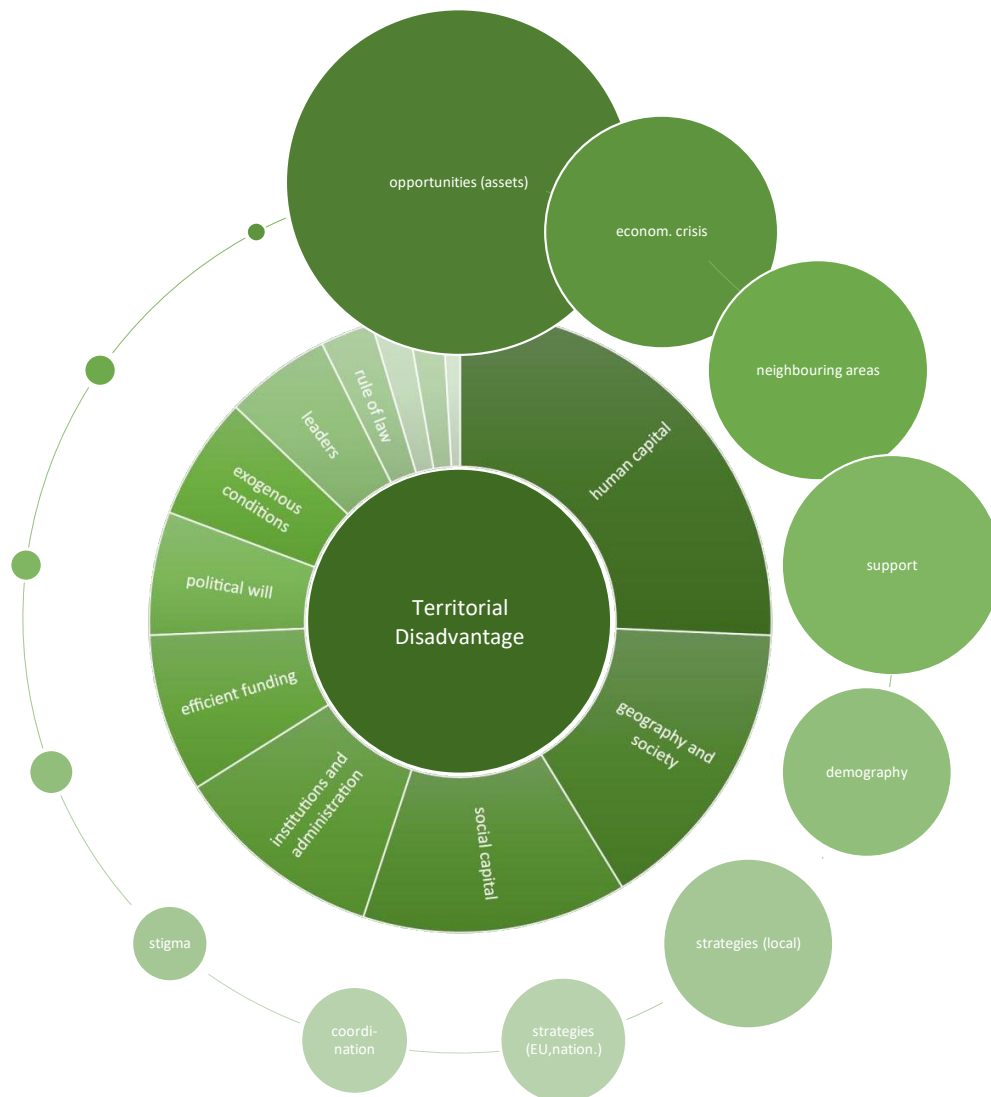 opportunities (assets)
econom. crisis
neighbouring areas
support
demography
strategies (local)
strategies
(EU,nation.)
coordi-
nation
stigma
human capital
geography and
society
social capital
institutions and
administration
efficient funding
political will
exogenous
conditions
leaders
rule of law
Territorial
Disadvantage